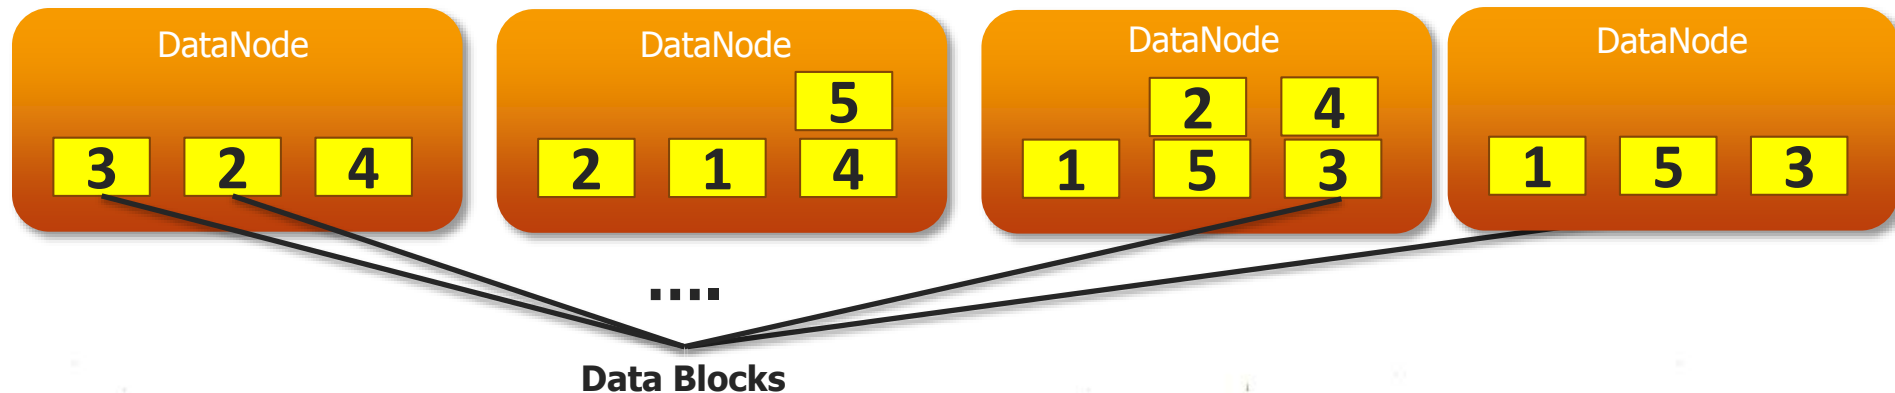 DataNode
3 2 4
DataNode
5
2 1 4
DataNode
2 4
1 5 3
DataNode
1 5 3
....
Data Blocks